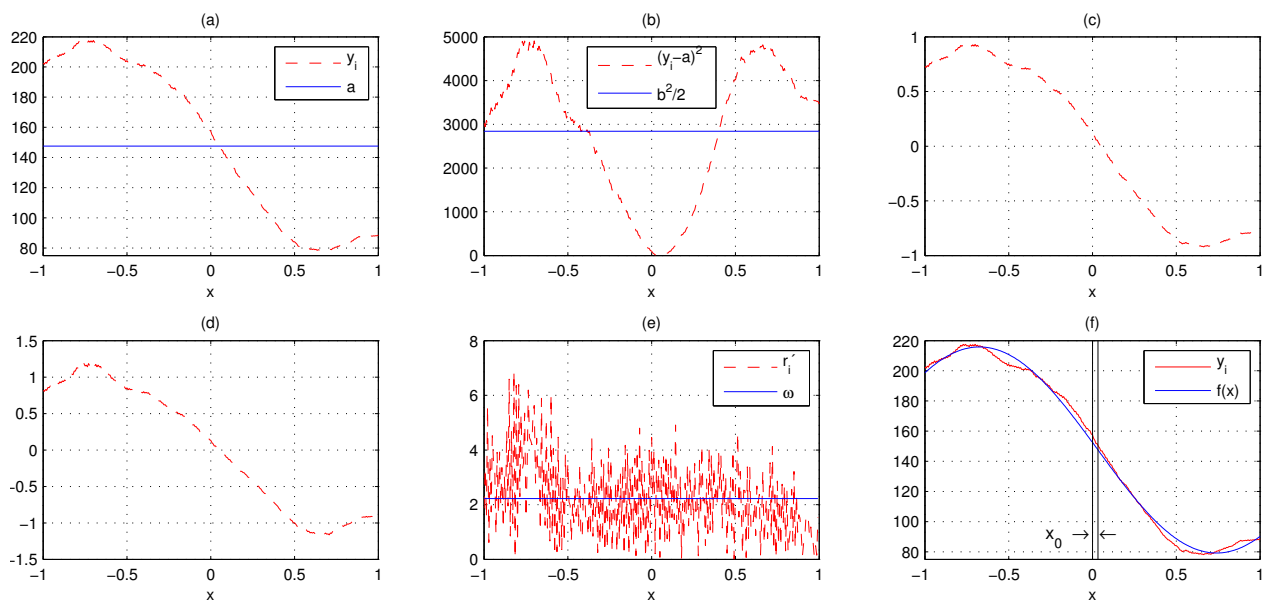 (a)
220
200
180
160
140
120
100
80
−1 −0.5 0 0.5 1
x
y_i
a
(b)
5000
4000
3000
2000
1000
0
−1 −0.5 0 0.5 1
x
(y_i−a)^2
b^2/2
(c)
1
0.5
0
−0.5
−1
−1 −0.5 0 0.5 1
x
(d)
1.5
1
0.5
0
−0.5
−1
−1.5
−1 −0.5 0 0.5 1
x
(e)
8
6
4
2
0
−1 −0.5 0 0.5 1
x
r_i´
ω
(f)
220
200
180
160
140
120
100
80
−1 −0.5 0 0.5 1
x
y_i
f(x)
x_0 → ←